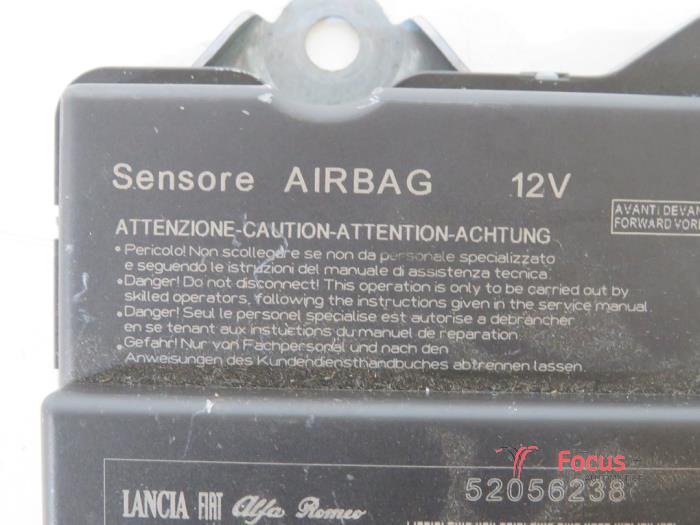 Sensore AIRBAG 12V
AVANTI DEVAN
FORWARD VOR
ATTENZIONE-CAUTION-ATTENTION-ACHTUNG
• Pericolo! Non scollegare se non da personale specializzato
e seguendo le istruzioni del manuale di assistenza tecnica.
• Danger! Do not disconnect! This operation is only to be carried out by
skilled operators, following the instructions given in the service manual.
• Danger! Seul le personel specialise est autorise a debrancher
en se tenant aux instuctions du manuel de reparation.
• Gefahr! Nur von Fachpersonal und nach den
Anweisungen des Kundendiensthandbuches abtrennen lassen.
Focus
52056238
LANCIA FIAT Alfa Romeo